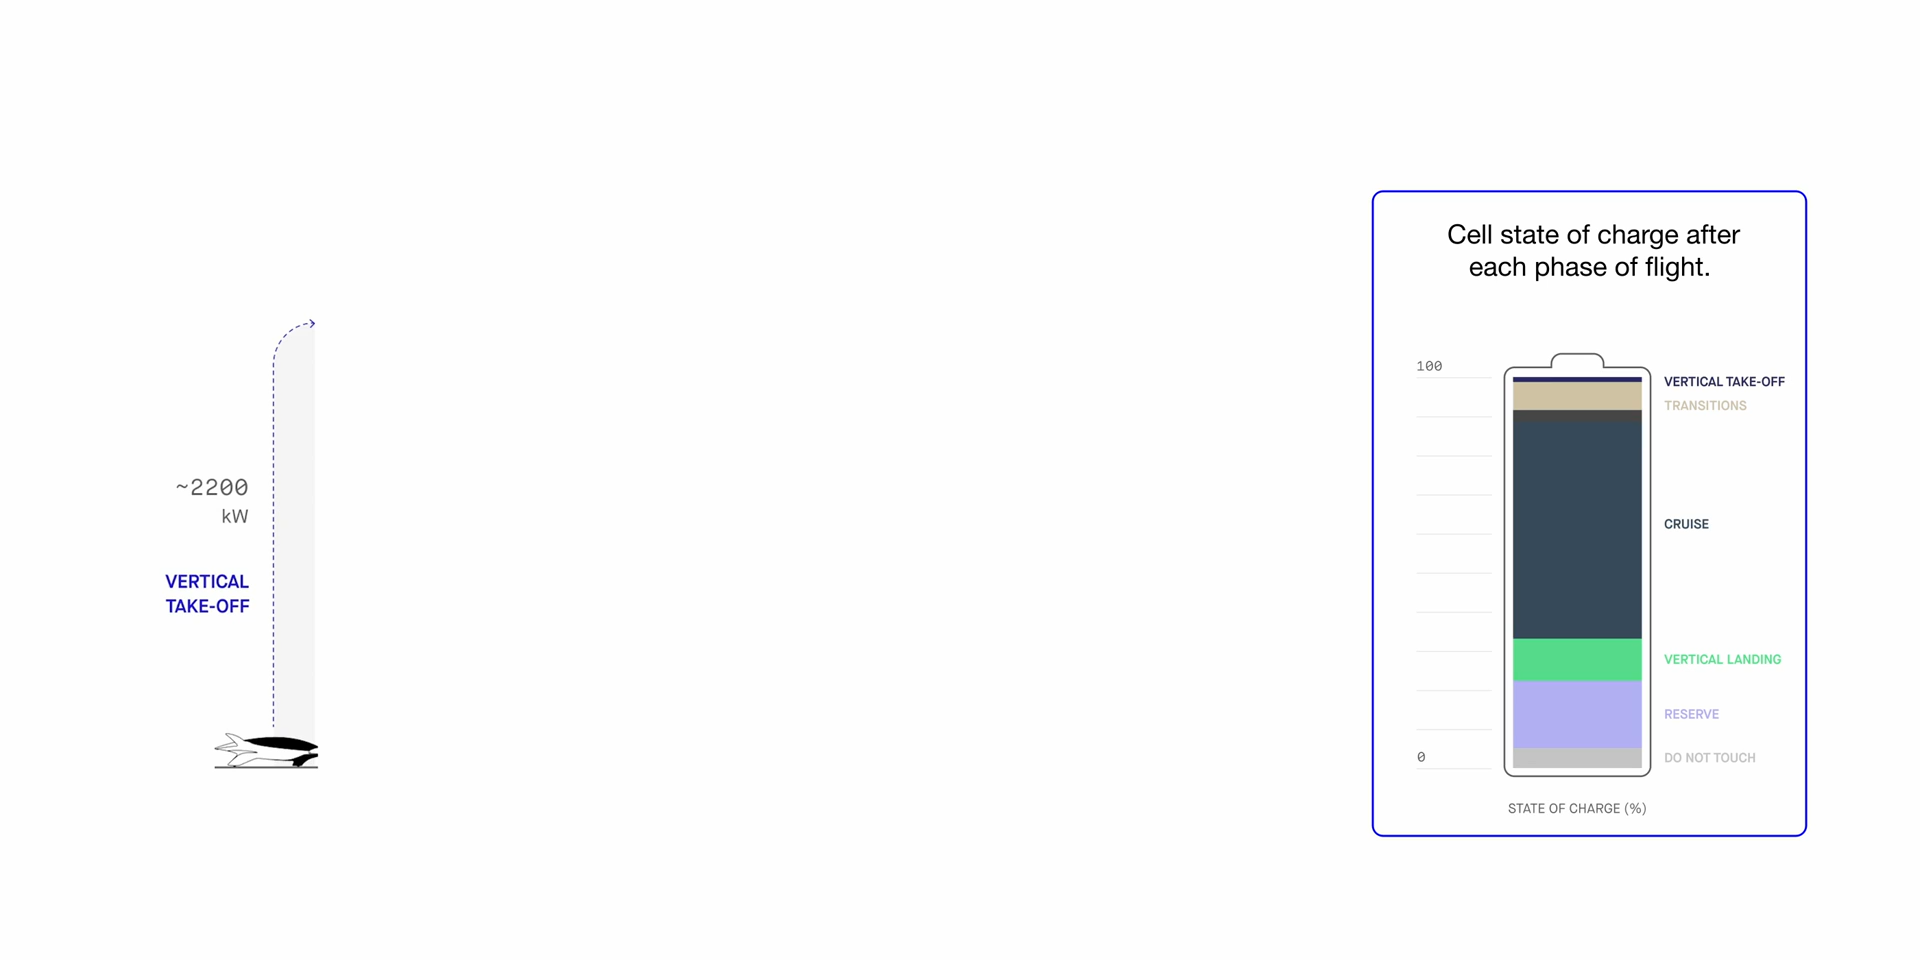 ~2200
kW
VERTICAL
TAKE-OFF
Cell state of charge after
each phase of flight.
100
VERTICAL TAKE-OFF
TRANSITIONS
CRUISE
VERTICAL LANDING
RESERVE
0
DO NOT TOUCH
STATE OF CHARGE (%)